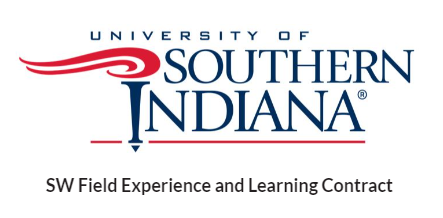 UNIVERSITY OF
SOUTHERN
INDIANA®
SW Field Experience and Learning Contract